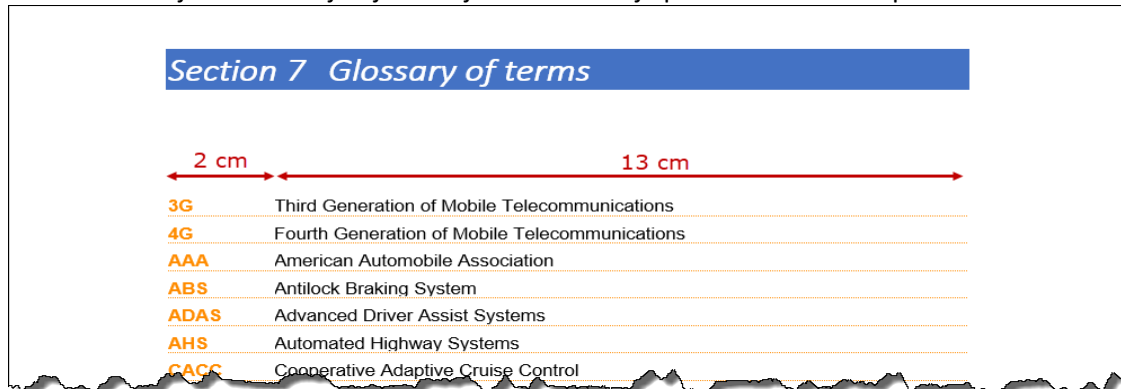 Section 7 Glossary of terms
2 cm 13 cm
3G Third Generation of Mobile Telecommunications
4G Fourth Generation of Mobile Telecommunications
AAA American Automobile Association
ABS Antilock Braking System
ADAS Advanced Driver Assist Systems
AHS Automated Highway Systems
CACC Cooperative Adaptive Cruise Control